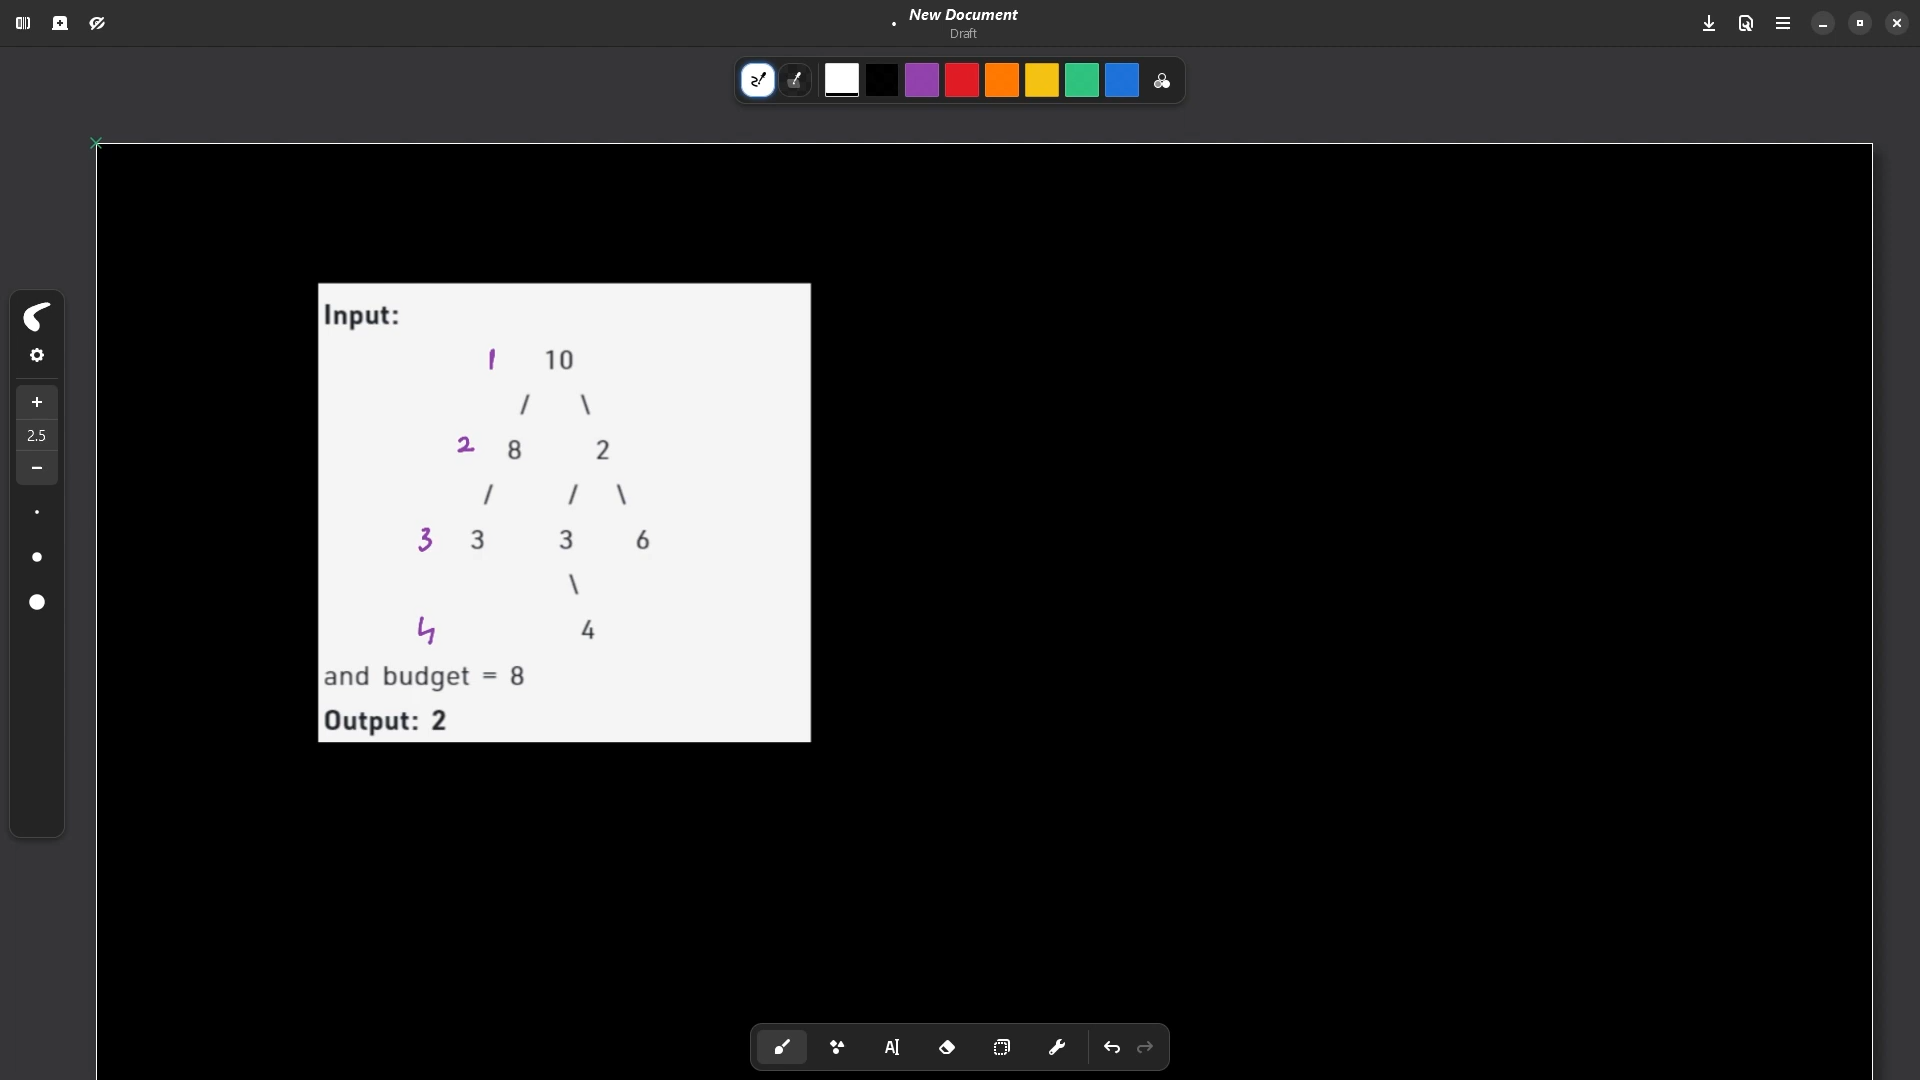 New Document
Draft
2.5
Input:
1 10
/ \
2 8 2
/ / \
3 3 3 6
\
4 4
and budget = 8
Output: 2
A